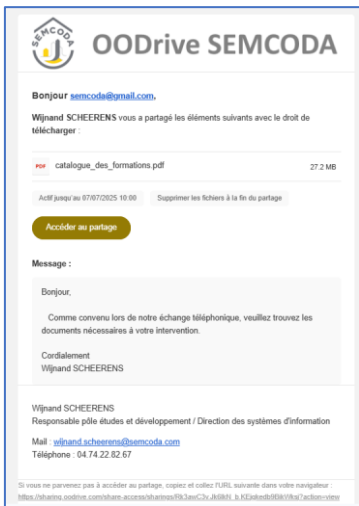 SEMCODA
OODrive SEMCODA
Bonjour semcoda@gmail.com,
Wijnand SCHEERENS vous a partagé les éléments suivants avec le droit de
télécharger :
PDF catalogue_des_formations.pdf 27.2 MB
Actif jusqu'au 07/07/2025 10:00 Supprimer les fichiers à la fin du partage
Accéder au partage
Message :
Bonjour,
Comme convenu lors de notre échange téléphonique, veuillez trouvez les
documents nécessaires à votre intervention.
Cordialement
Wijnand SCHEERENS
Wijnand SCHEERENS
Responsable pôle études et développement / Direction des systèmes d'information
Mail : wijnand.scheerens@semcoda.com
Téléphone : 04.74.22.82.67
Si vous ne parvenez pas à accéder au partage, copiez et collez l'URL suivante dans votre navigateur :